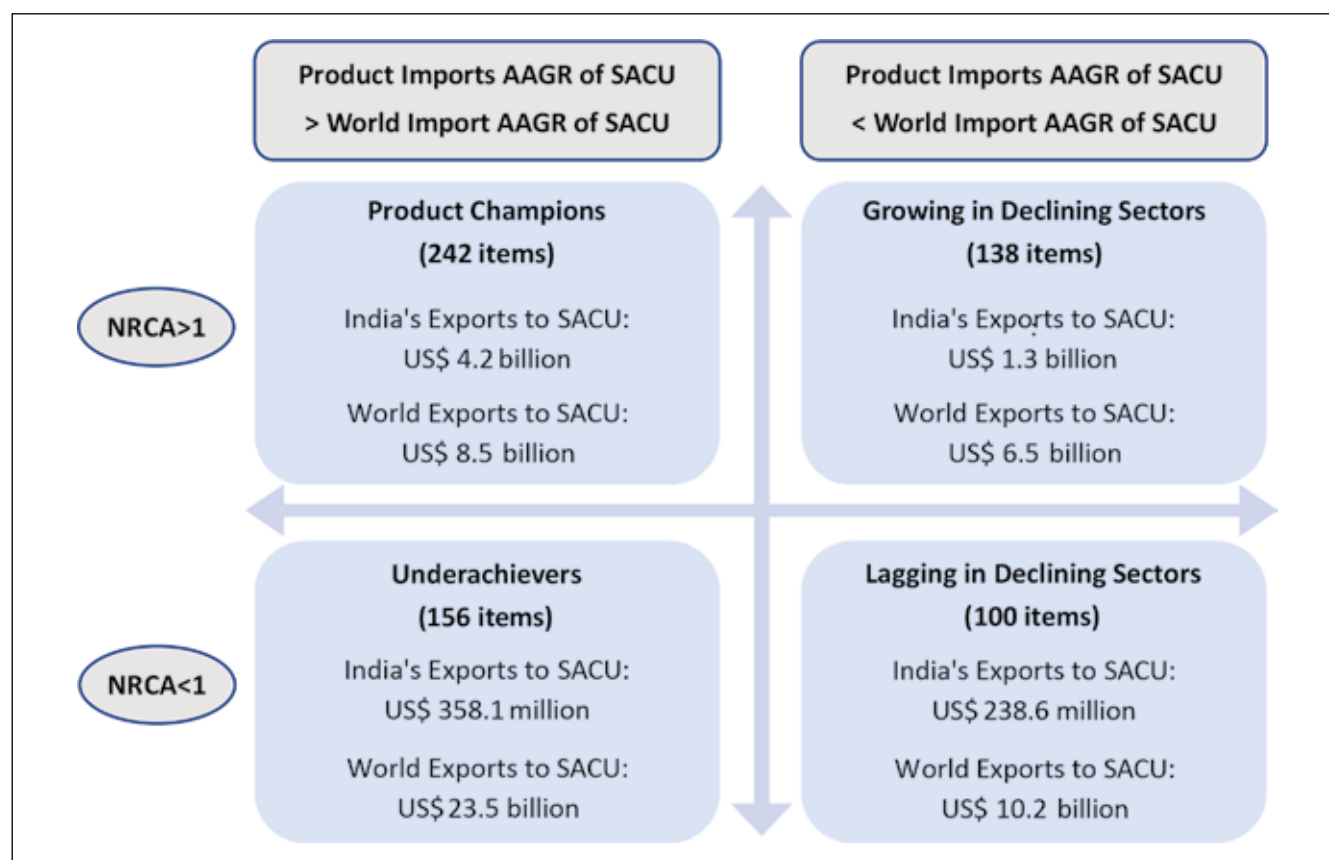 Product Imports AAGR of SACU
> World Import AAGR of SACU
Product Imports AAGR of SACU
< World Import AAGR of SACU
NRCA>1
Product Champions
(242 items)
India's Exports to SACU:
US$ 4.2 billion
World Exports to SACU:
US$ 8.5 billion
Growing in Declining Sectors
(138 items)
India's Exports to SACU:
US$ 1.3 billion
World Exports to SACU:
US$ 6.5 billion
NRCA<1
Underachievers
(156 items)
India's Exports to SACU:
US$ 358.1 million
World Exports to SACU:
US$ 23.5 billion
Lagging in Declining Sectors
(100 items)
India's Exports to SACU:
US$ 238.6 million
World Exports to SACU:
US$ 10.2 billion